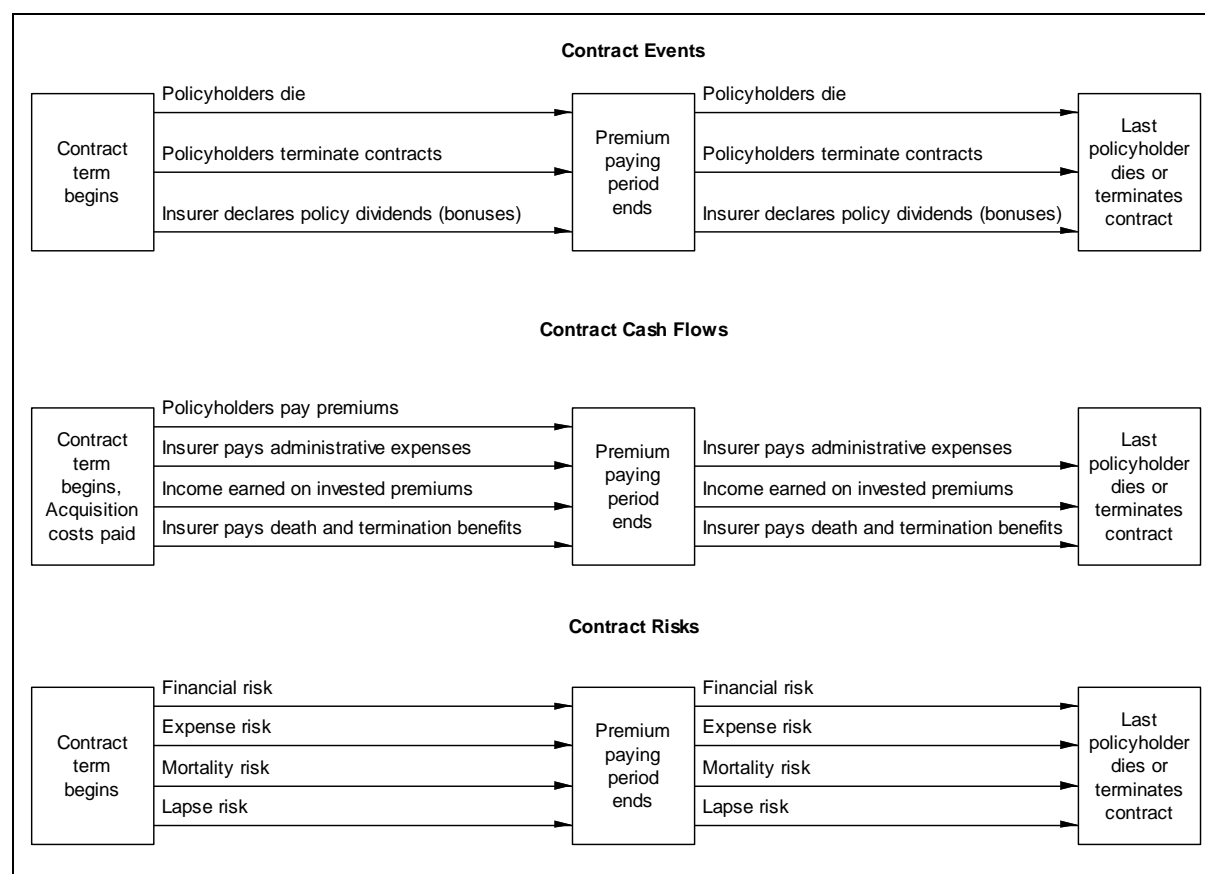 Contract Events
Policyholders die
Policyholders die
Contract
term
begins
Policyholders terminate contracts
Premium
paying
period
ends
Policyholders terminate contracts
Last
policyholder
dies or
terminates
contract
Insurer declares policy dividends (bonuses)
Insurer declares policy dividends (bonuses)
Contract Cash Flows
Contract
term
begins,
Acquisition
costs paid
Policyholders pay premiums
Insurer pays administrative expenses
Income earned on invested premiums
Insurer pays death and termination benefits
Premium
paying
period
ends
Insurer pays administrative expenses
Income earned on invested premiums
Insurer pays death and termination benefits
Last
policyholder
dies or
terminates
contract
Contract Risks
Contract
term
begins
Financial risk
Expense risk
Mortality risk
Lapse risk
Premium
paying
period
ends
Financial risk
Expense risk
Mortality risk
Lapse risk
Last
policyholder
dies or
terminates
contract